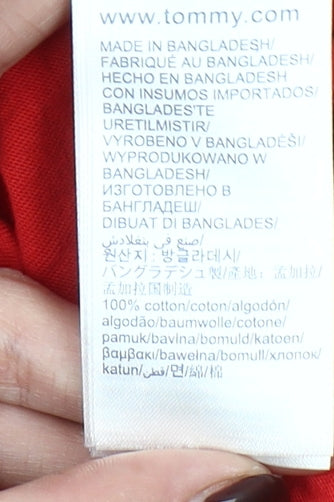 www.tommy.com
MADE IN BANGLADESH/
FABRIQUÉ AU BANGLADESH/
HECHO EN BANGLADESH
CON INSUMOS IMPORTADOS/
BANGLADES'TE
URETILMISTIR/
VYROBENO V BANGLADÉŠI/
WYPRODUKOWANO W
BANGLADESH/
ИЗГОТОВЛЕНО В
БАНГЛАДЕШ/
DIBUAT DI BANGLADES/
صنع في بنغلادش/
원산지 : 방글라데시/
バングラデシュ製/產地：孟加拉/
孟加拉国制造
100% cotton/coton/algodón/
algodão/baumwolle/cotone/
pamuk/bavlna/bomuld/katoen/
βαμβακι/bawełna/bomull/хлопок/
katun/قطن/면/綿/棉